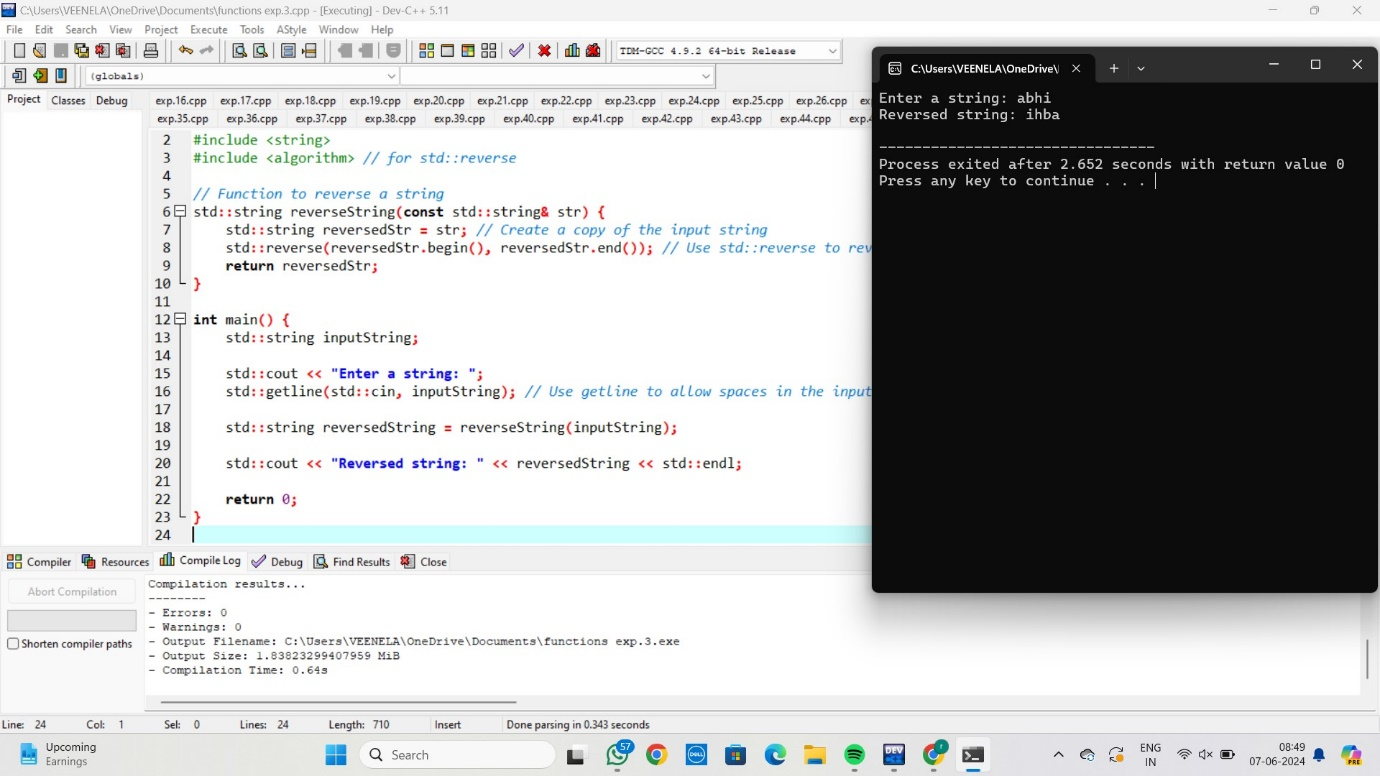 C:\Users\VEENELA\OneDrive\Documents\functions exp.3.cpp - [Executing] - Dev-C++ 5.11
File Edit Search View Project Execute Tools AStyle Window Help
TDM-GCC 4.9.2 64-bit Release
(globals)
Project Classes Debug
exp.16.cpp exp.17.cpp exp.18.cpp exp.19.cpp exp.20.cpp exp.21.cpp exp.22.cpp exp.23.cpp exp.24.cpp exp.25.cpp exp.26.cpp
exp.35.cpp exp.36.cpp exp.37.cpp exp.38.cpp exp.39.cpp exp.40.cpp exp.41.cpp exp.42.cpp exp.43.cpp exp.44.cpp
2 #include <string>
3 #include <algorithm> // for std::reverse
4
5 // Function to reverse a string
6 std::string reverseString(const std::string& str) {
7 std::string reversedStr = str; // Create a copy of the input string
8 std::reverse(reversedStr.begin(), reversedStr.end()); // Use std::reverse to rev
9 return reversedStr;
10 }
11
12 int main() {
13 std::string inputString;
14
15 std::cout << "Enter a string: ";
16 std::getline(std::cin, inputString); // Use getline to allow spaces in the input
17
18 std::string reversedString = reverseString(inputString);
19
20 std::cout << "Reversed string: " << reversedString << std::endl;
21
22 return 0;
23 }
24
C:\Users\VEENELA\OneDrive\
Enter a string: abhi
Reversed string: ihba
--------------------------------
Process exited after 2.652 seconds with return value 0
Press any key to continue . . .
Compiler Resources Compile Log Debug Find Results Close
Abort Compilation
Shorten compiler paths
Compilation results...
--------
- Errors: 0
- Warnings: 0
- Output Filename: C:\Users\VEENELA\OneDrive\Documents\functions exp.3.exe
- Output Size: 1.83823299407959 MiB
- Compilation Time: 0.64s
Line: 24 Col: 1 Sel: 0 Lines: 24 Length: 710 Insert Done parsing in 0.343 seconds
Upcoming
Earnings
Search
57
DELL
DEV
ENG
IN
08:49
07-06-2024
PRE